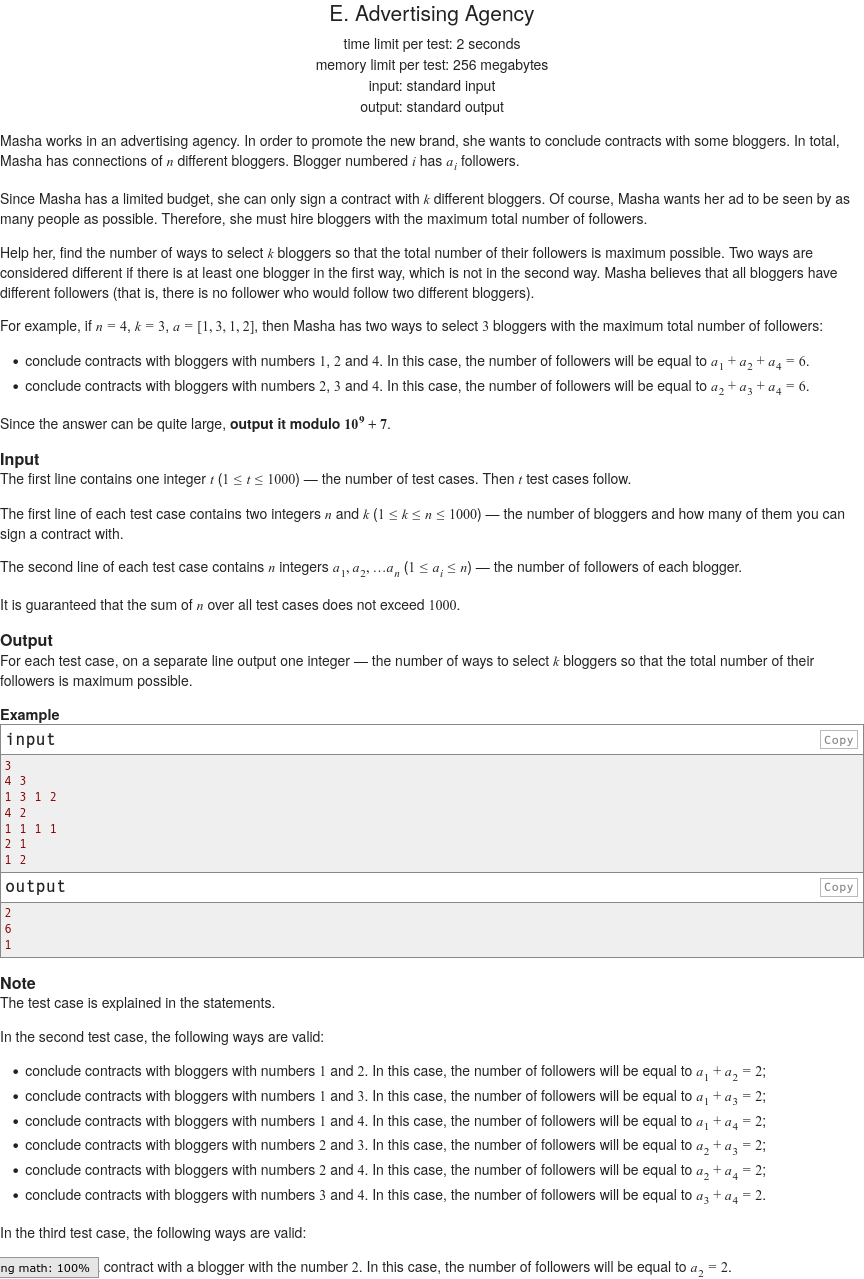 E. Advertising Agency
time limit per test: 2 seconds
memory limit per test: 256 megabytes
input: standard input
output: standard output
Masha works in an advertising agency. In order to promote the new brand, she wants to conclude contracts with some bloggers. In total,
Masha has connections of n different bloggers. Blogger numbered i has a_i followers.
Since Masha has a limited budget, she can only sign a contract with k different bloggers. Of course, Masha wants her ad to be seen by as
many people as possible. Therefore, she must hire bloggers with the maximum total number of followers.
Help her, find the number of ways to select k bloggers so that the total number of their followers is maximum possible. Two ways are
considered different if there is at least one blogger in the first way, which is not in the second way. Masha believes that all bloggers have
different followers (that is, there is no follower who would follow two different bloggers).
For example, if n = 4, k = 3, a = [1, 3, 1, 2], then Masha has two ways to select 3 bloggers with the maximum total number of followers:
• conclude contracts with bloggers with numbers 1, 2 and 4. In this case, the number of followers will be equal to a_1 + a_2 + a_4 = 6.
• conclude contracts with bloggers with numbers 2, 3 and 4. In this case, the number of followers will be equal to a_2 + a_3 + a_4 = 6.
Since the answer can be quite large, output it modulo 10^9 + 7.
Input
The first line contains one integer t (1 ≤ t ≤ 1000) — the number of test cases. Then t test cases follow.
The first line of each test case contains two integers n and k (1 ≤ k ≤ n ≤ 1000) — the number of bloggers and how many of them you can
sign a contract with.
The second line of each test case contains n integers a_1, a_2, …a_n (1 ≤ a_i ≤ n) — the number of followers of each blogger.
It is guaranteed that the sum of n over all test cases does not exceed 1000.
Output
For each test case, on a separate line output one integer — the number of ways to select k bloggers so that the total number of their
followers is maximum possible.
Example
input Copy
3
4 3
1 3 1 2
4 2
1 1 1 1
2 1
1 2
output Copy
2
6
1
Note
The test case is explained in the statements.
In the second test case, the following ways are valid:
• conclude contracts with bloggers with numbers 1 and 2. In this case, the number of followers will be equal to a_1 + a_2 = 2;
• conclude contracts with bloggers with numbers 1 and 3. In this case, the number of followers will be equal to a_1 + a_3 = 2;
• conclude contracts with bloggers with numbers 1 and 4. In this case, the number of followers will be equal to a_1 + a_4 = 2;
• conclude contracts with bloggers with numbers 2 and 3. In this case, the number of followers will be equal to a_2 + a_3 = 2;
• conclude contracts with bloggers with numbers 2 and 4. In this case, the number of followers will be equal to a_2 + a_4 = 2;
• conclude contracts with bloggers with numbers 3 and 4. In this case, the number of followers will be equal to a_3 + a_4 = 2.
In the third test case, the following ways are valid:
ng math: 100% contract with a blogger with the number 2. In this case, the number of followers will be equal to a_2 = 2.